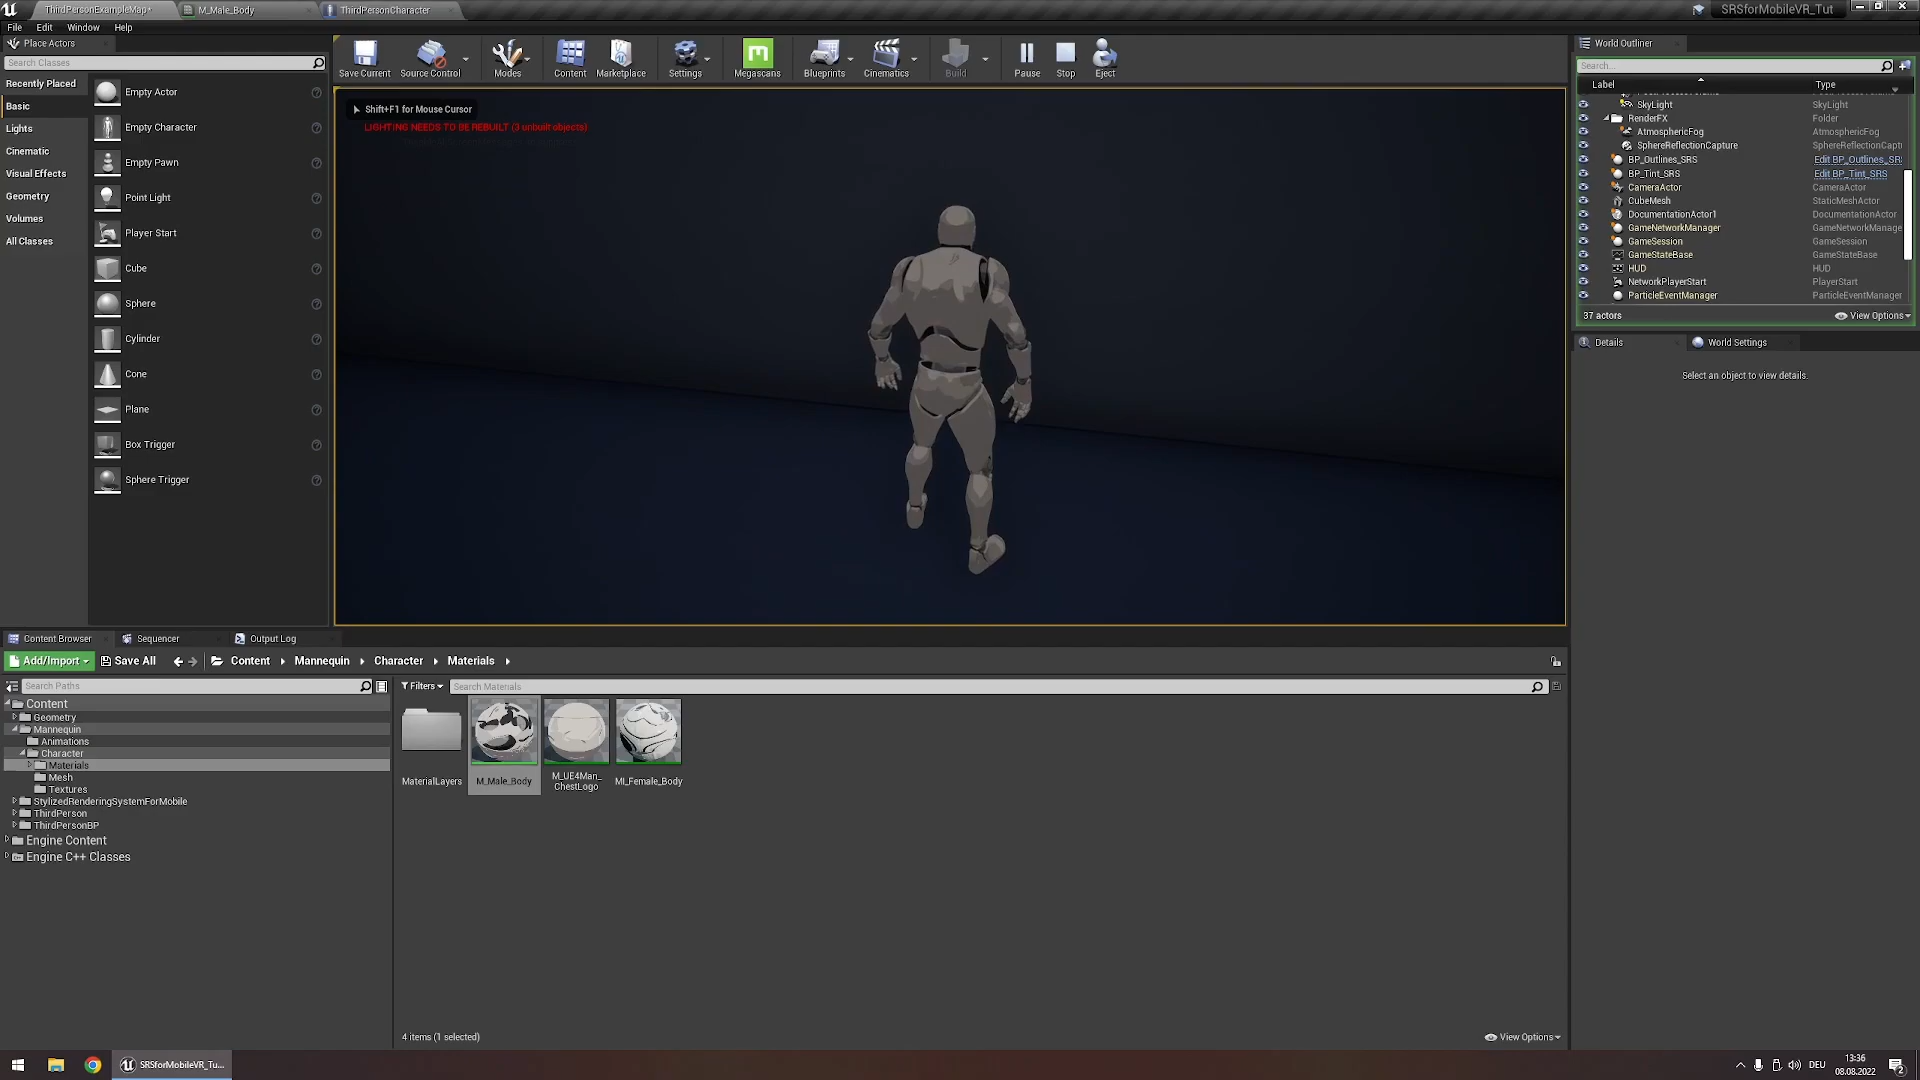 ThirdPersonExampleMap*
M_Male_Body
ThirdPersonCharacter
SRSforMobileVR_Tut
File Edit Window Help
Place Actors
Search Classes
Recently Placed
Basic
Lights
Cinematic
Visual Effects
Geometry
Volumes
All Classes
Empty Actor
Empty Character
Empty Pawn
Point Light
Player Start
Cube
Sphere
Cylinder
Cone
Plane
Box Trigger
Sphere Trigger
Save Current
Source Control
Modes
Content
Marketplace
Settings
Megascans
Blueprints
Cinematics
Build
Pause
Stop
Eject
Shift+F1 for Mouse Cursor
LIGHTING NEEDS TO BE REBUILT (3 unbuilt objects)
World Outliner
Search...
Label Type
SkyLight SkyLight
RenderFX Folder
AtmosphericFog AtmosphericFog
SphereReflectionCapture SphereReflectionCapt
BP_Outlines_SRS Edit BP_Outlines_SR
BP_Tint_SRS Edit BP_Tint_SRS
CameraActor CameraActor
CubeMesh StaticMeshActor
DocumentationActor1 DocumentationActor
GameNetworkManager GameNetworkManage
GameSession GameSession
GameStateBase GameStateBase
HUD HUD
NetworkPlayerStart PlayerStart
ParticleEventManager ParticleEventManager
37 actors
View Options
Details
World Settings
Select an object to view details.
Content Browser
Sequencer
Output Log
Add/Import
Save All
Content
Mannequin
Character
Materials
Search Paths
Filters
Search Materials
Content
Geometry
Mannequin
Animations
Character
Materials
Mesh
Textures
StylizedRenderingSystemForMobile
ThirdPerson
ThirdPersonBP
Engine Content
Engine C++ Classes
MaterialLayers
M_Male_Body
M_UE4Man_
ChestLogo
MI_Female_Body
4 items (1 selected)
View Options
SRSforMobileVR_Tu...
DEU
13:36
08.08.2022
2